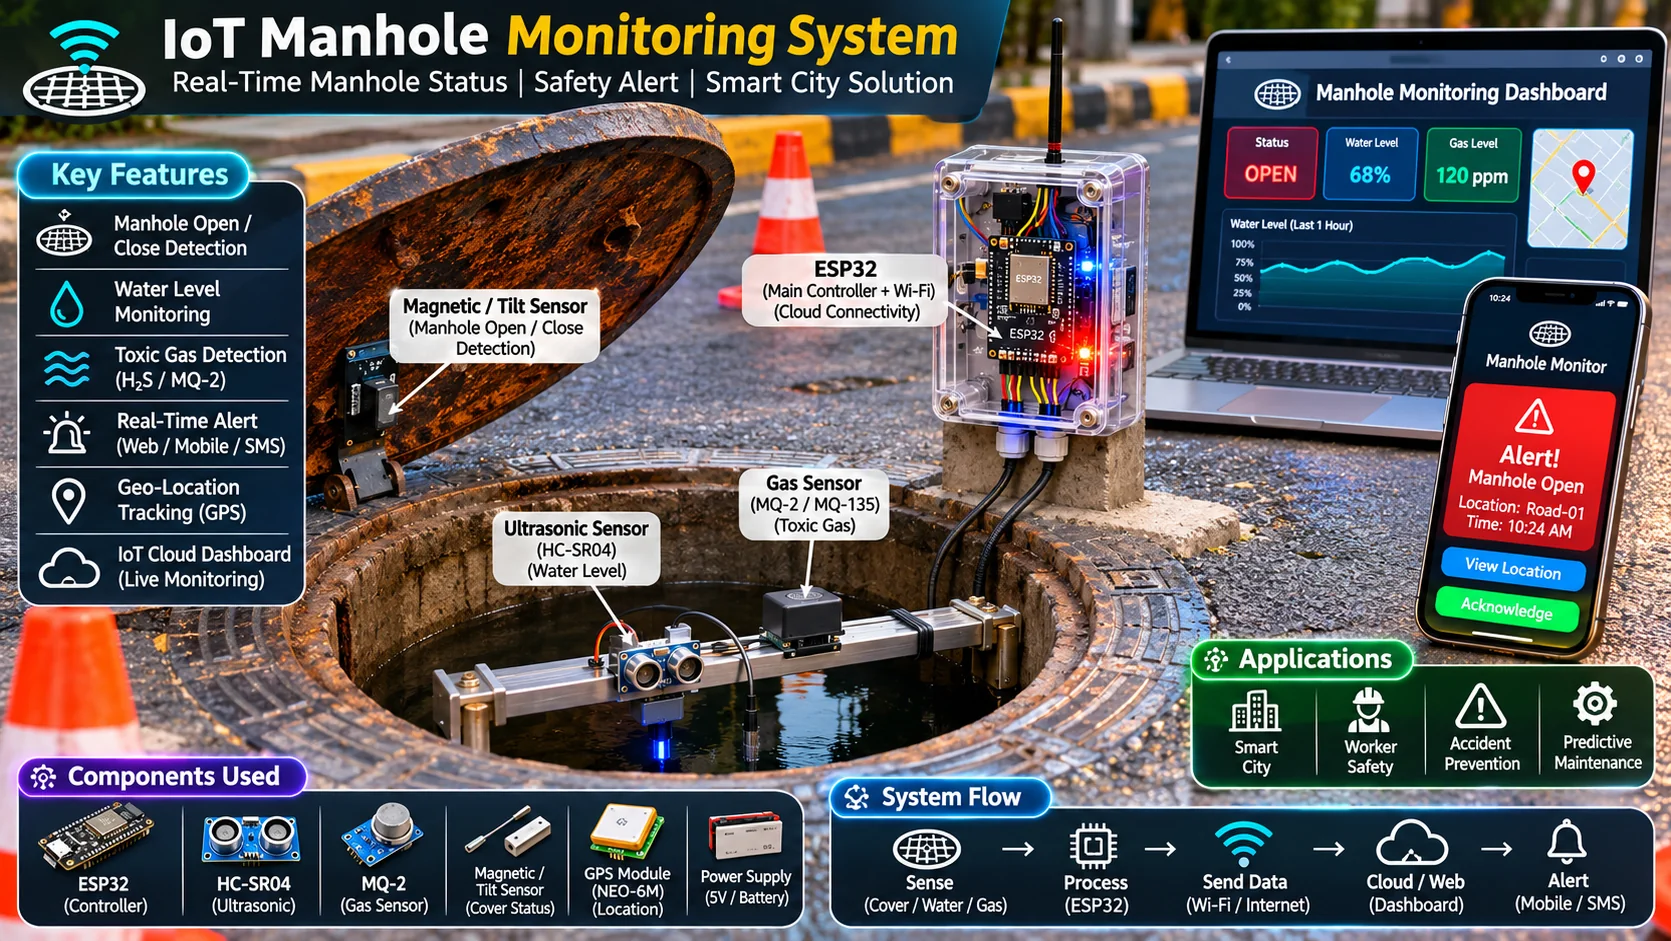 IoT Manhole Monitoring System
Real-Time Manhole Status | Safety Alert | Smart City Solution
Key Features
Manhole Open /
Close Detection
Water Level
Monitoring
Toxic Gas Detection
(H₂S / MQ-2)
Real-Time Alert
(Web / Mobile / SMS)
Geo-Location
Tracking (GPS)
IoT Cloud Dashboard
(Live Monitoring)
Magnetic / Tilt Sensor
(Manhole Open / Close
Detection)
ESP32
(Main Controller + Wi-Fi)
(Cloud Connectivity)
ESP32
ESP32
Ultrasonic Sensor
(HC-SR04)
(Water Level)
Gas Sensor
(MQ-2 / MQ-135)
(Toxic Gas)
Manhole Monitoring Dashboard
Status
OPEN
Water Level
68%
Gas Level
120 ppm
Water Level (Last 1 Hour)
100%
75%
50%
25%
0%
10:24
Manhole Monitor
Alert!
Manhole Open
Location: Road-01
Time: 10:24 AM
View Location
Acknowledge
Applications
Smart
City
Worker
Safety
Accident
Prevention
Predictive
Maintenance
Components Used
ESP32
(Controller)
HC-SR04
(Ultrasonic)
MQ-2
(Gas Sensor)
Magnetic /
Tilt Sensor
(Cover Status)
GPS Module
(NEO-6M)
(Location)
Power Supply
(5V / Battery)
System Flow
Sense
(Cover / Water / Gas)
Process
(ESP32)
Send Data
(Wi-Fi / Internet)
Cloud / Web
(Dashboard)
Alert
(Mobile / SMS)